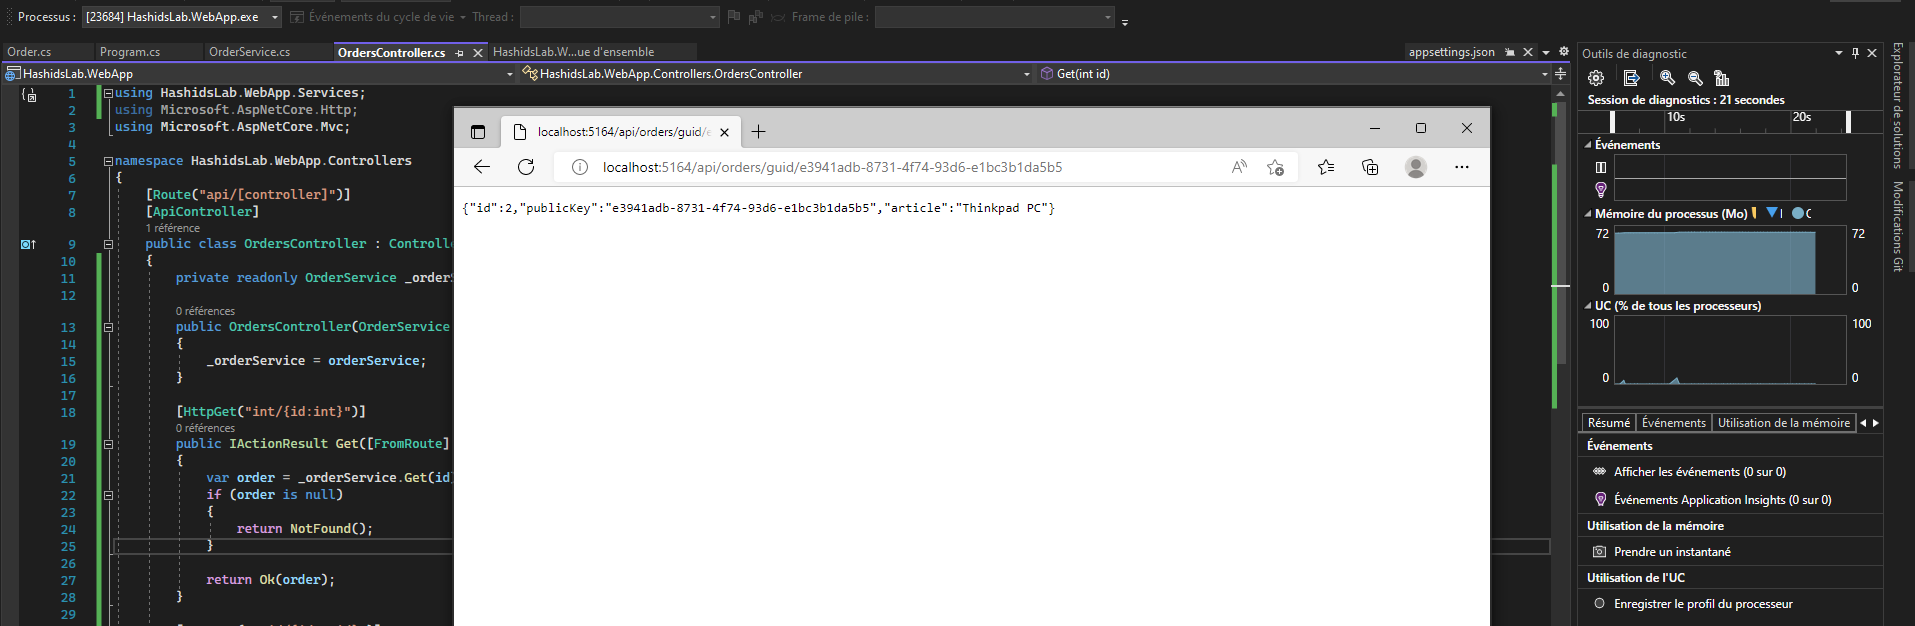 Processus : [23684] HashidsLab.WebApp.exe Événements du cycle de vie Thread : Frame de pile :
Order.cs Program.cs OrderService.cs OrdersController.cs HashidsLab.W...ue d'ensemble appsettings.json
HashidsLab.WebApp HashidsLab.WebApp.Controllers.OrdersController Get(int id)
1 using HashidsLab.WebApp.Services;
2 using Microsoft.AspNetCore.Http;
3 using Microsoft.AspNetCore.Mvc;
4
5 namespace HashidsLab.WebApp.Controllers
6 {
7 [Route("api/[controller]")]
8 [ApiController]
1 référence
9 public class OrdersController : Controlle
10 {
11 private readonly OrderService _orderS
12
0 références
13 public OrdersController(OrderService
14 {
15 _orderService = orderService;
16 }
17
18 [HttpGet("int/{id:int}")]
0 références
19 public IActionResult Get([FromRoute]
20 {
21 var order = _orderService.Get(id)
22 if (order is null)
23 {
24 return NotFound();
25 }
26
27 return Ok(order);
28 }
29
localhost:5164/api/orders/guid/e
localhost:5164/api/orders/guid/e3941adb-8731-4f74-93d6-e1bc3b1da5b5
{"id":2,"publicKey":"e3941adb-8731-4f74-93d6-e1bc3b1da5b5","article":"Thinkpad PC"}
Outils de diagnostic
Session de diagnostics : 21 secondes
10s 20s
Événements
Mémoire du processus (Mo) I C
72 72
0 0
UC (% de tous les processeurs)
100 100
0 0
Résumé Événements Utilisation de la mémoire
Événements
Afficher les événements (0 sur 0)
Événements Application Insights (0 sur 0)
Utilisation de la mémoire
Prendre un instantané
Utilisation de l'UC
Enregistrer le profil du processeur
Explorateur de solutions
Modifications Git